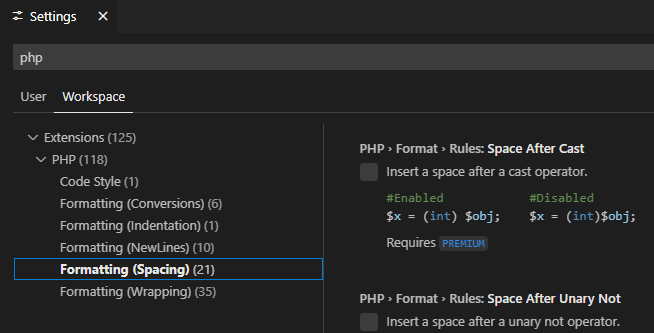 Settings
php
User Workspace
Extensions (125)
PHP (118)
Code Style (1)
Formatting (Conversions) (6)
Formatting (Indentation) (1)
Formatting (NewLines) (10)
Formatting (Spacing) (21)
Formatting (Wrapping) (35)
PHP › Format › Rules: Space After Cast
Insert a space after a cast operator.
#Enabled #Disabled
$x = (int) $obj; $x = (int)$obj;
Requires PREMIUM
PHP › Format › Rules: Space After Unary Not
Insert a space after a unary not operator.